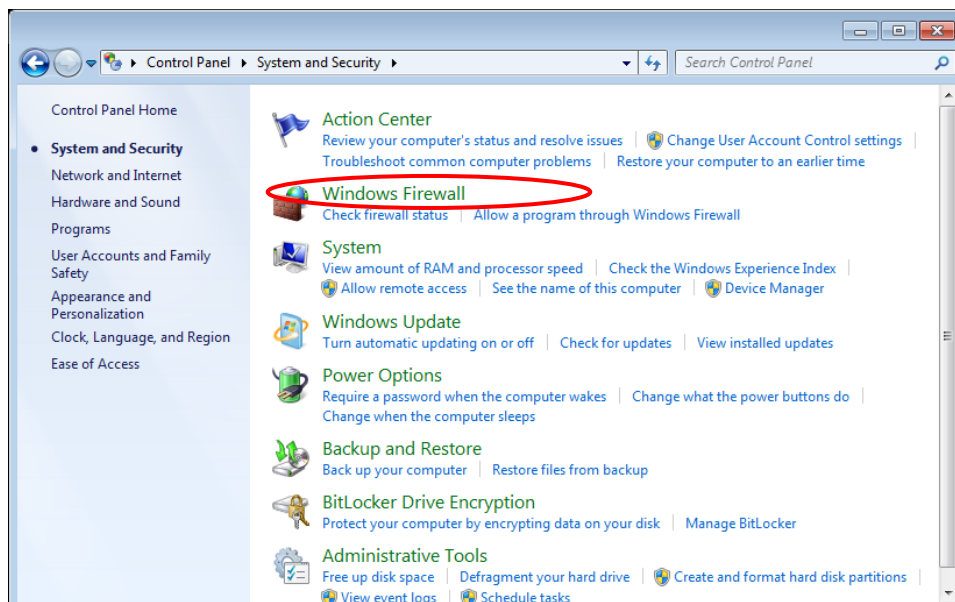 Control Panel System and Security Search Control Panel
Control Panel Home
System and Security
Network and Internet
Hardware and Sound
Programs
User Accounts and Family
Safety
Appearance and
Personalization
Clock, Language, and Region
Ease of Access
Action Center
Review your computer's status and resolve issues Change User Account Control settings
Troubleshoot common computer problems Restore your computer to an earlier time
Windows Firewall
Check firewall status Allow a program through Windows Firewall
System
View amount of RAM and processor speed Check the Windows Experience Index
Allow remote access See the name of this computer Device Manager
Windows Update
Turn automatic updating on or off Check for updates View installed updates
Power Options
Require a password when the computer wakes Change what the power buttons do
Change when the computer sleeps
Backup and Restore
Back up your computer Restore files from backup
BitLocker Drive Encryption
Protect your computer by encrypting data on your disk Manage BitLocker
Administrative Tools
Free up disk space Defragment your hard drive Create and format hard disk partitions
View event logs Schedule tasks